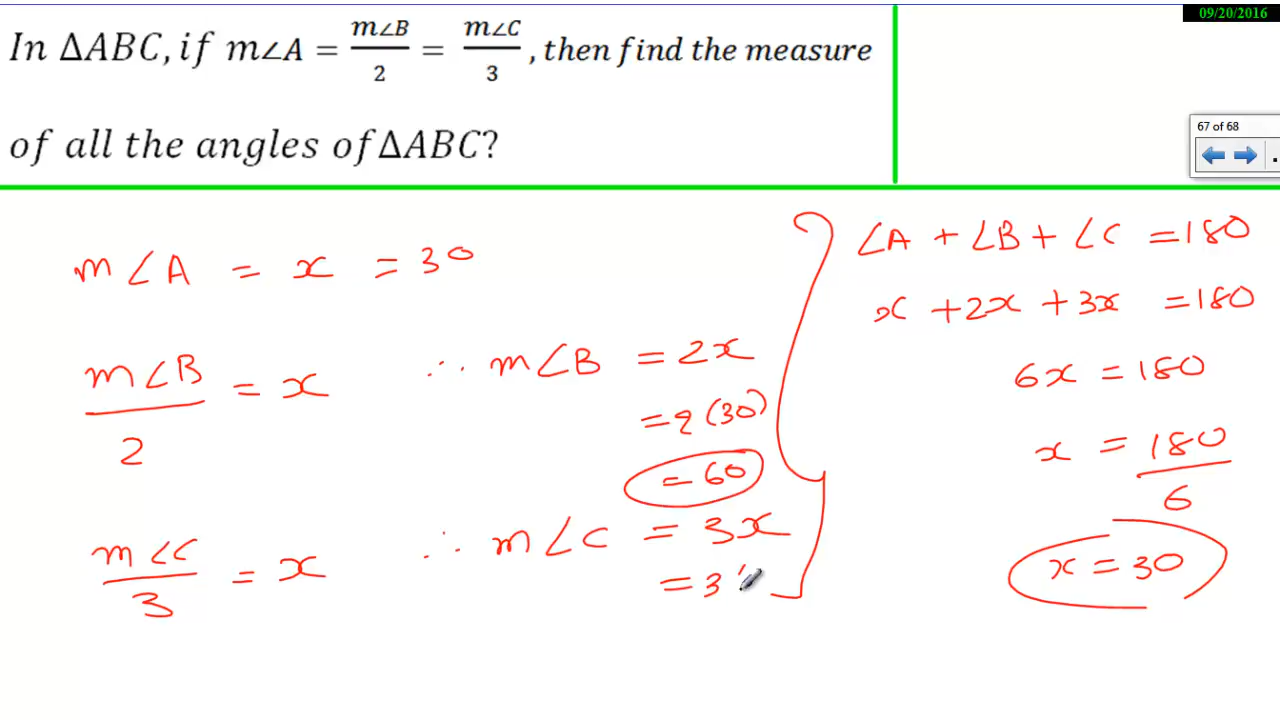 09/20/2016
In ΔABC, if m∠A = m∠B/2 = m∠C/3, then find the measure
of all the angles of ΔABC?
67 of 68
m∠A = x = 30
m∠B/2 = x ∴ m∠B = 2x
= 2(30)
= 60
m∠C/3 = x ∴ m∠C = 3x
= 3
∠A + ∠B + ∠C = 180
x + 2x + 3x = 180
6x = 180
x = 180/6
x = 30